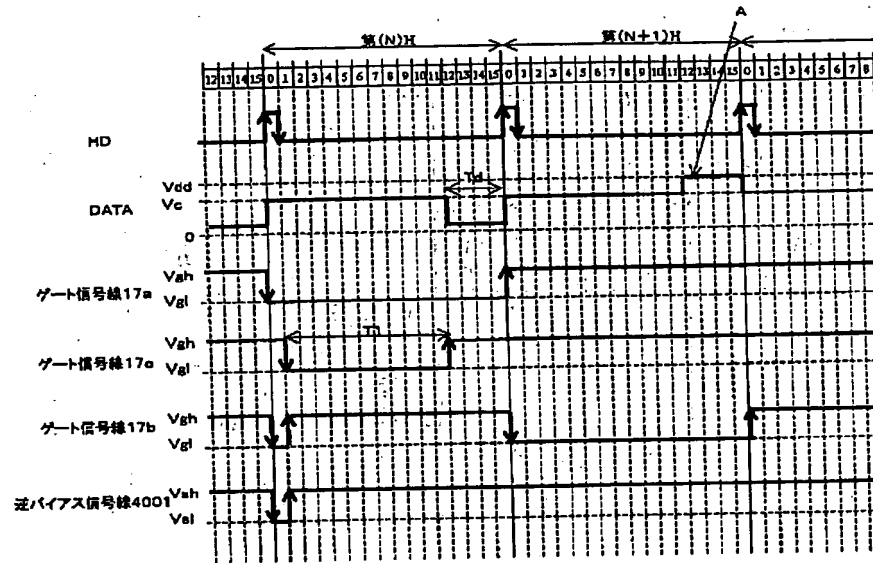 A
第(N)H 第(N+1)H
12 13 14 15 0 1 2 3 4 5 6 7 8 9 10 11 12 13 14 15 0 1 2 3 4 5 6 7 8 9 10 11 12 13 14 15 0 1 2 3 4 5 6 7 8
HD
Vdd
Td
DATA Vc
0
Vgh
ゲート信号線17a Vgl
Vgh
ゲート信号線17c Vgl
Vgh
ゲート信号線17b Vgl
逆バイアス信号線4001 Vsh
Vsl